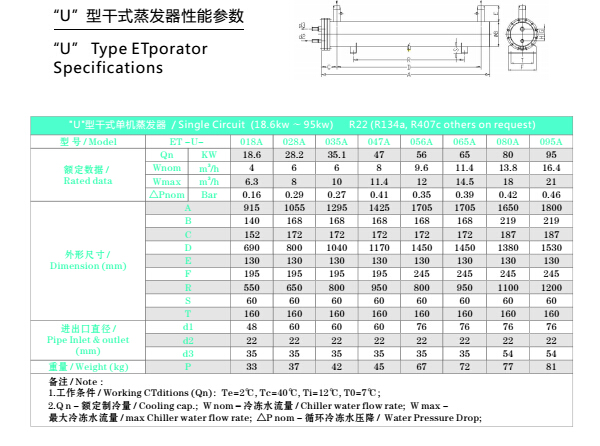 “U” 型干式蒸发器性能参数
“U” Type ETporator
Specifications
"U"型干式单机蒸发器 / Single Circuit (18.6kw ~ 95kw) R22 (R134a, R407c others on request)
型 号 / Model ET -U- 018A 028A 035A 047A 056A 065A 080A 095A
额定数据 /
Rated data
Qn KW 18.6 28.2 35.1 47 56 65 80 95
Wnom m³/h 4 6 6 8 9.6 11.4 13.8 16.4
Wmax m³/h 6.3 8 10 11.4 12 14.5 18 21
△Pnom Bar 0.16 0.29 0.27 0.41 0.35 0.39 0.42 0.46
外形尺寸 /
Dimension (mm)
A 915 1055 1295 1425 1705 1705 1650 1800
B 140 168 168 168 168 168 219 219
C 152 172 172 172 172 172 187 187
D 690 800 1040 1170 1450 1450 1380 1530
E 130 130 130 130 130 130 130 130
F 195 195 195 195 245 245 245 245
R 550 650 800 950 800 950 1100 1200
S 60 60 60 60 60 60 60 60
T 160 160 160 160 160 160 160 160
进出口直径 /
Pipe Inlet & outlet
(mm)
d1 48 60 60 60 76 76 76 76
d2 22 22 22 22 22 22 22 22
d3 35 35 35 35 35 35 54 54
重量 / Weight (kg) P 33 37 42 45 67 72 77 81
备注 / Note :
1.工作条件 / Working CTditions (Qn): Te=2℃, Tc=40℃, Ti=12℃, T0=7℃;
2.Q n – 额定制冷量 / Cooling cap.; W nom – 冷冻水流量 / Chiller water flow rate; W max –
最大冷冻水流量 / max Chiller water flow rate; △P nom – 循环冷冻水压降 / Water Pressure Drop;